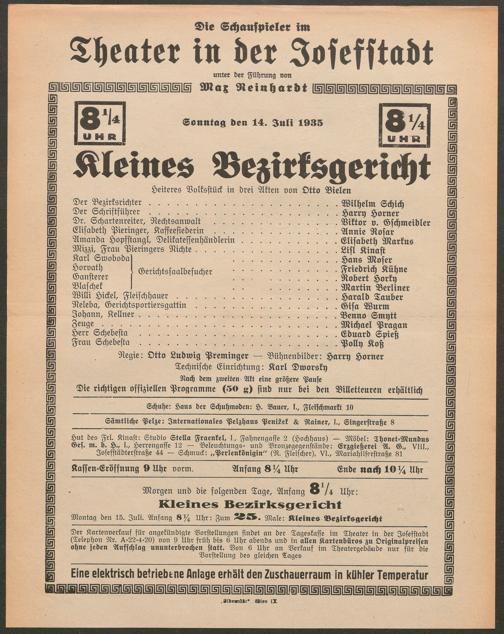 Die Schauspieler im
Theater in der Josefstadt
unter der Führung von
Max Reinhardt
8 1/4 UHR
Sonntag den 14. Juli 1935
8 1/4 UHR
Kleines Bezirksgericht
Heiteres Volksstück in drei Akten von Otto Bielen
Der Bezirksrichter . . . Wilhelm Schich
Der Schriftführer . . . Harry Horner
Dr. Schartenreiter, Rechtsanwalt . . . Viktor v. Gschmeidler
Elisabeth Pieringer, Kaffeesiederin . . . Annie Rosar
Amanda Hopfstangl, Delikatessenhändlerin . . . Elisabeth Markus
Mizzi, Frau Pieringers Nichte . . . Lisl Kinast
Karl Swoboda . . . Hans Moser
Horvath } Gerichtssaalbesucher . . . Friedrich Kühne
Gansterer . . . Robert Horky
Blaschek . . . Martin Berliner
Willi Hickel, Fleischhauer . . . Harald Tauber
Neleba, Gerichtsportiersgattin . . . Gisa Wurm
Johann, Kellner . . . Benno Smytt
Zeuge . . . Michael Pragan
Herr Schebesta . . . Eduard Spieß
Frau Schebesta . . . Polly Koß
Regie: Otto Ludwig Preminger — Bühnenbilder: Harry Horner
Technische Einrichtung: Karl Dworsky
Nach dem zweiten Akt eine größere Pause
Die richtigen offiziellen Programme (50 g) sind nur bei den Billetteuren erhältlich
Schuhe: Haus der Schuhmoden: H. Bauer, I., Fleischmarkt 10
Sämtliche Pelze: Internationales Pelzhaus Penižek & Rainer, I., Singerstraße 8
Hut des Frl. Kinast: Studio Stella Fraenkel, I., Fahnengasse 2 (Hochhaus) — Möbel: Thonet-Mundus
Ges. m. b. H., I., Herrengasse 12 — Beleuchtungs- und Bronzegegenstände: Erzgießerei A. G., VIII.,
Josefstädterstraße 44 — Schmuck: „Perlenkönigin" (R. Fleischer), VI., Mariahilferstraße 81
Kassen-Eröffnung 9 Uhr vorm. Anfang 8 1/4 Uhr Ende nach 10 1/4 Uhr
Morgen und die folgenden Tage, Anfang 8 1/4 Uhr:
Kleines Bezirksgericht
Montag den 15. Juli. Anfang 8 1/4 Uhr: Zum 25. Male: Kleines Bezirksgericht
Der Kartenverkauf für angekündigte Vorstellungen findet an der Tageskasse im Theater in der Josefstadt
(Telephon Nr. A-22-4-20) von 9 Uhr früh bis 6 Uhr abends und in allen Kartenbüros zu Originalpreisen
ohne jeden Aufschlag ununterbrochen statt. Von 6 Uhr an Verkauf im Theatergebäude nur für die
Vorstellung des gleichen Tages
Eine elektrisch betriebene Anlage erhält den Zuschauerraum in kühler Temperatur
Wien IX